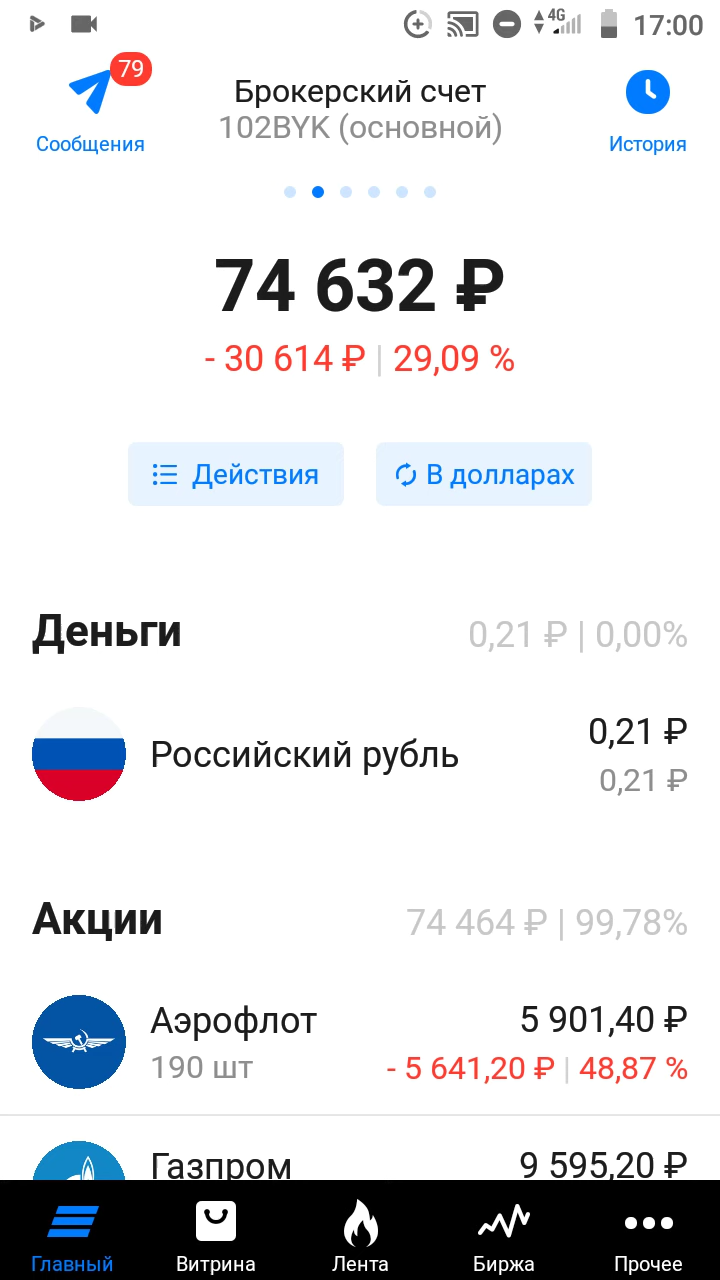 4G 17:00
79
Сообщения
Брокерский счет
102BYK (основной)
История
74 632 ₽
- 30 614 ₽ | 29,09 %
Действия
В долларах
Деньги 0,21 ₽ | 0,00%
Российский рубль 0,21 ₽
0,21 ₽
Акции 74 464 ₽ | 99,78%
Аэрофлот 5 901,40 ₽
190 шт - 5 641,20 ₽ | 48,87 %
Газпром 9 595,20 ₽
Главный Витрина Лента Биржа Прочее